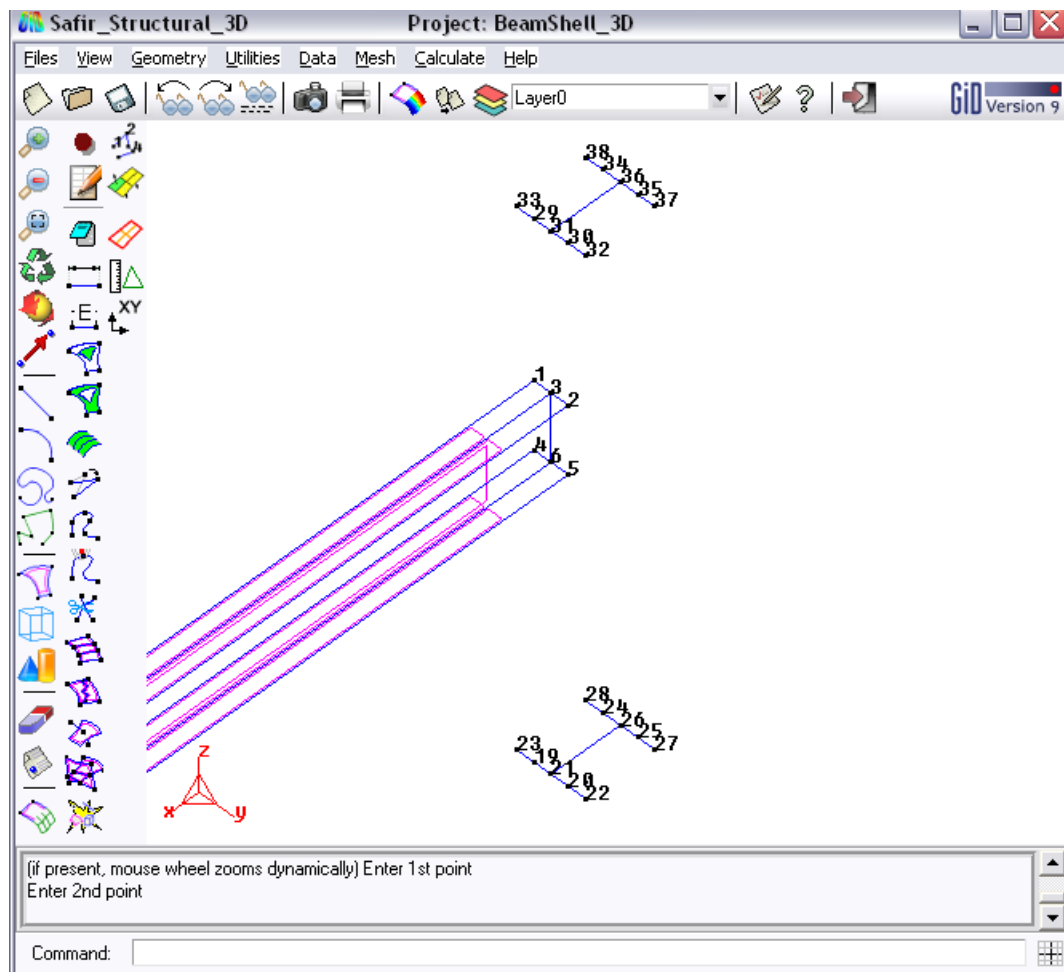 Safir_Structural_3D Project: BeamShell_3D
Files View Geometry Utilities Data Mesh Calculate Help
Layer0
GiD Version 9
E
XY
38
34
36
35
37
33
29
31
30
32
1
3
2
4
6
5
28
24
26
25
27
23
19
21
20
22
z
x y
(if present, mouse wheel zooms dynamically) Enter 1st point
Enter 2nd point
Command: